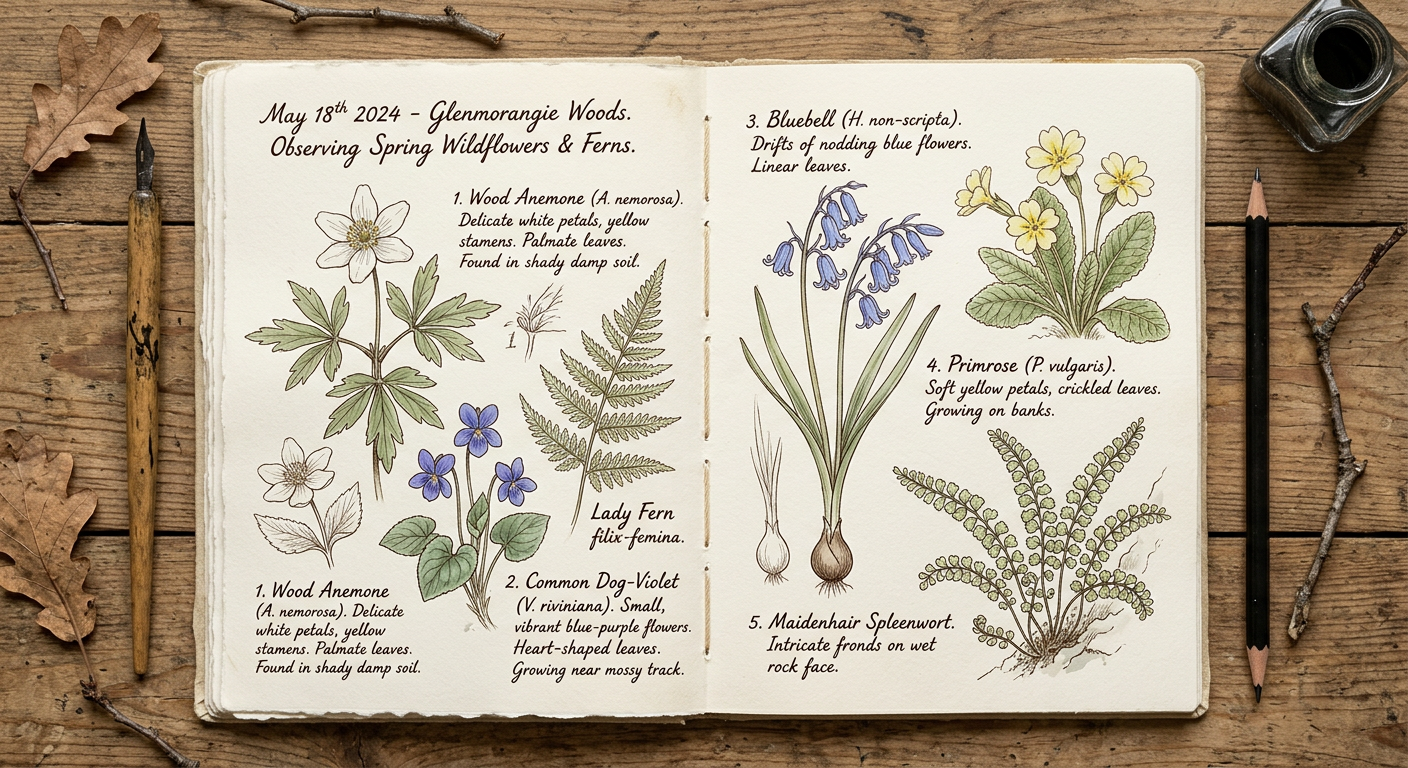 May 18th 2024 – Glenmorangie Woods.
Observing Spring Wildflowers & Ferns.
1. Wood Anemone (A. nemorosa).
Delicate white petals, yellow
stamens. Palmate leaves.
Found in shady damp soil.
1
Lady Fern
filix-femina.
1. Wood Anemone
(A. nemorosa). Delicate
white petals, yellow
stamens. Palmate leaves.
Found in shady damp soil.
2. Common Dog-Violet
(V. riviniana). Small,
vibrant blue-purple flowers.
Heart-shaped leaves.
Growing near mossy track.
3. Bluebell (H. non-scripta).
Drifts of nodding blue flowers.
Linear leaves.
4. Primrose (P. vulgaris).
Soft yellow petals, crickled leaves.
Growing on banks.
5. Maidenhair Spleenwort.
Intricate fronds on wet
rock face.